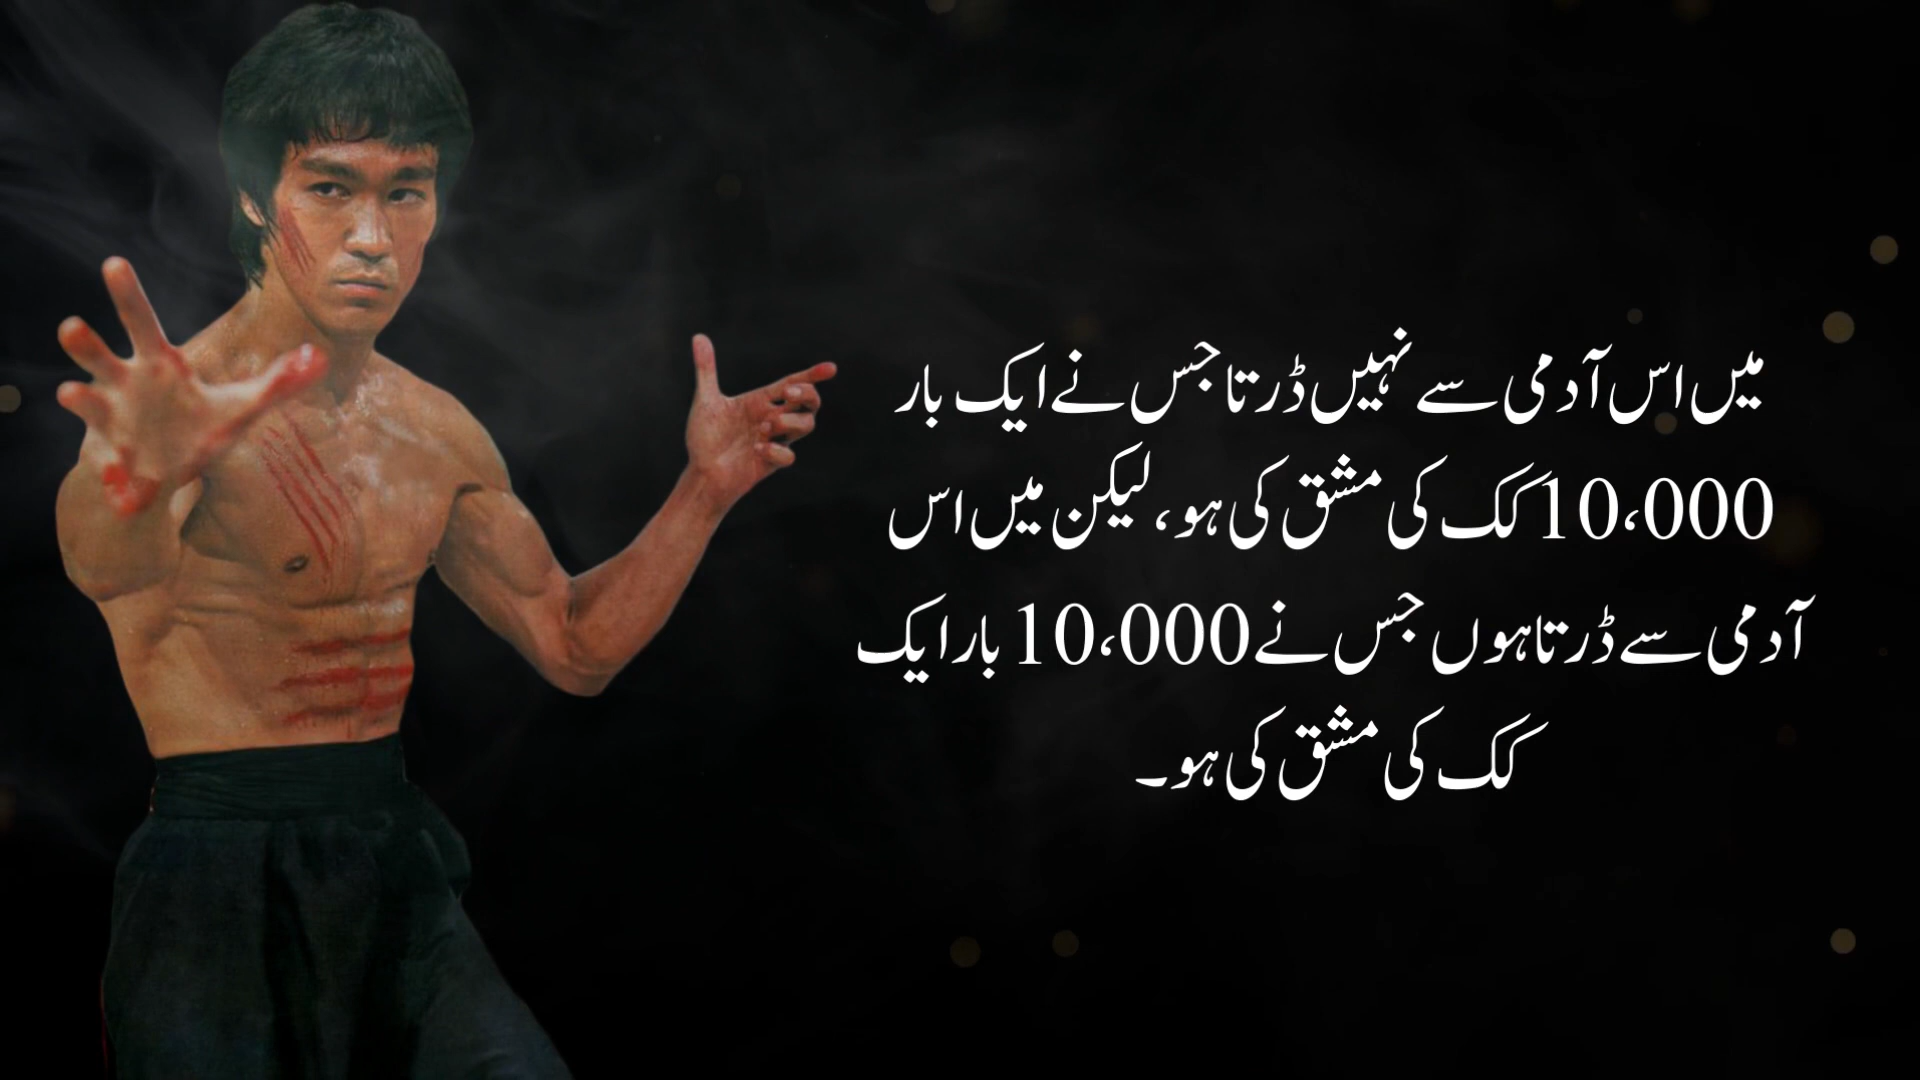 میں اس آدمی سے نہیں ڈرتا جس نے ایک بار
10،000 کک کی مشق کی ہو، لیکن میں اس
آدمی سے ڈرتا ہوں جس نے 10،000 بار ایک
کک کی مشق کی ہو۔